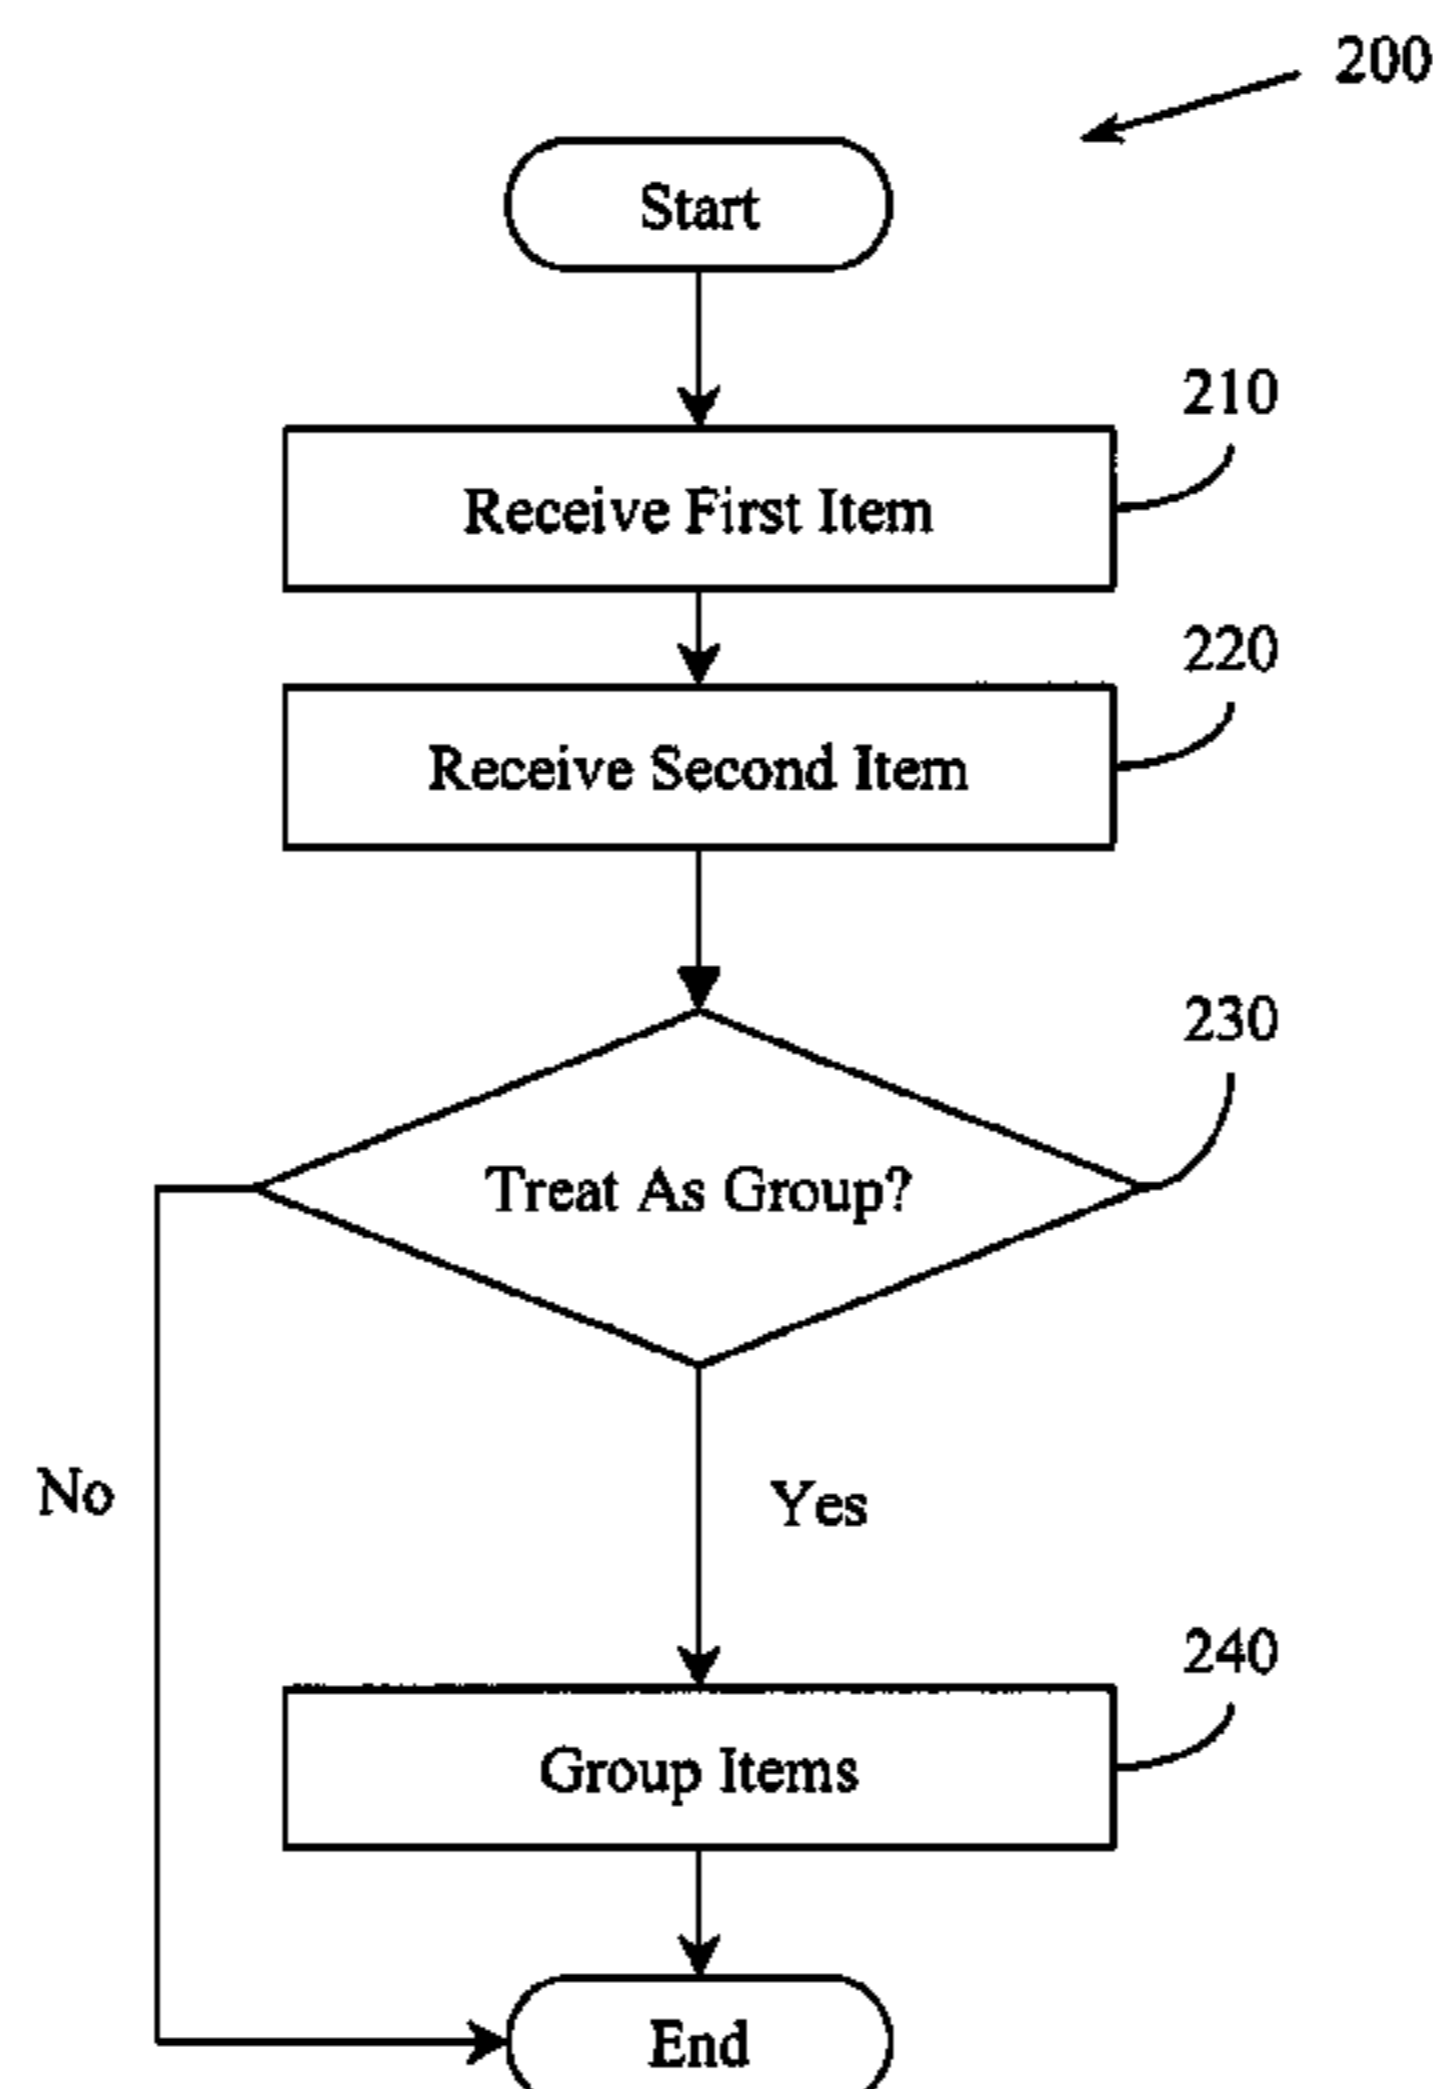 200
Start
210
Receive First Item
220
Receive Second Item
230
Treat As Group?
No
Yes
240
Group Items
End